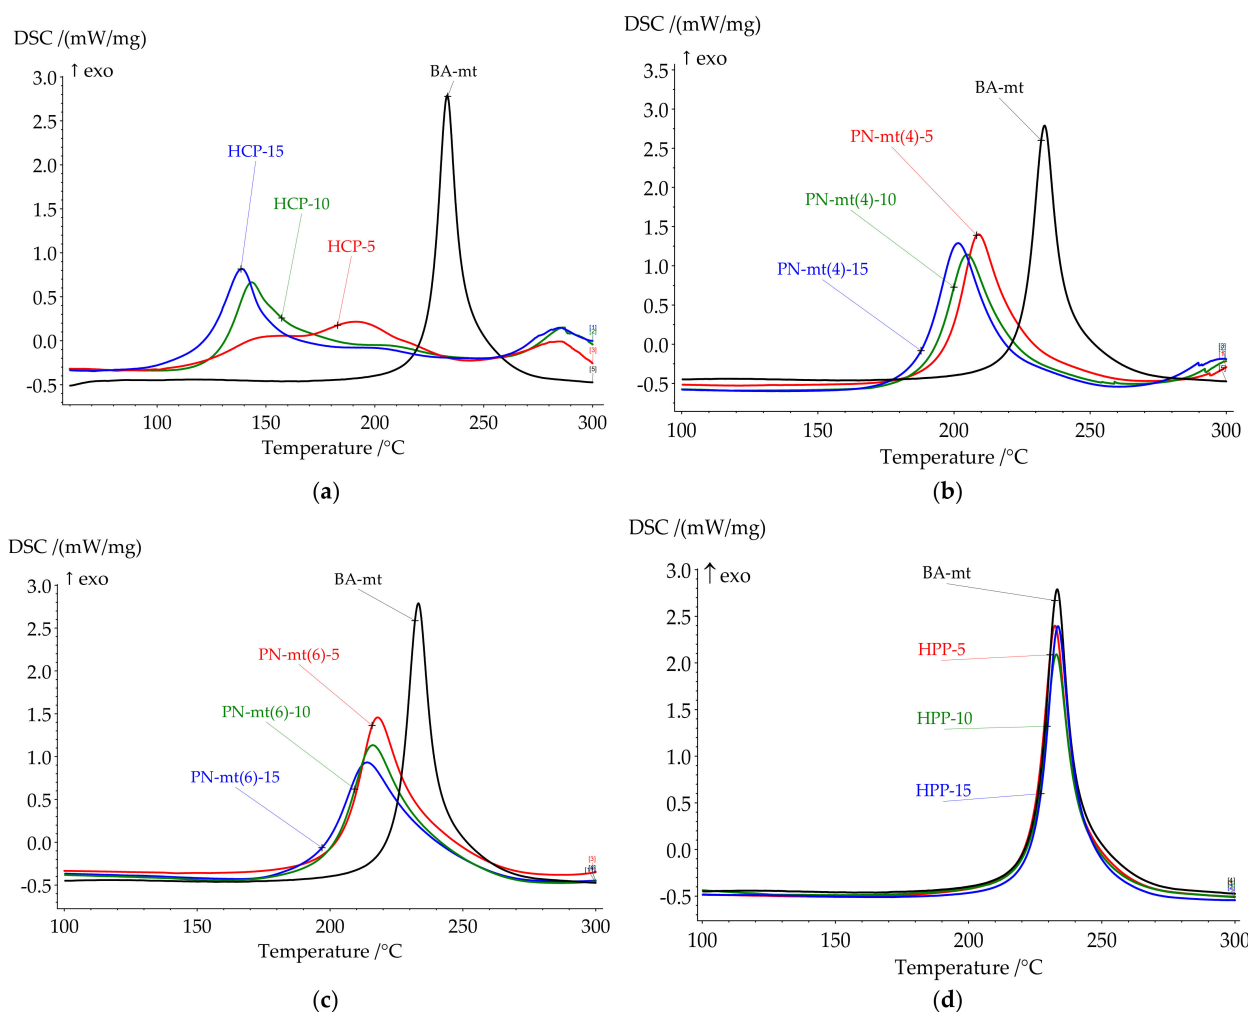 DSC /(mW/mg)
↑ exo
3.0
2.5
2.0
1.5
1.0
0.5
0.0
-0.5
BA-mt
HCP-15
HCP-10
HCP-5
[1]
[3]
[5]
100
150
200
250
300
Temperature /°C
(a)
DSC /(mW/mg)
↑ exo
3.5
3.0
2.5
2.0
1.5
1.0
0.5
0.0
-0.5
BA-mt
PN-mt(4)-5
PN-mt(4)-10
PN-mt(4)-15
100
150
200
250
300
Temperature /°C
(b)
DSC /(mW/mg)
↑ exo
3.0
2.5
2.0
1.5
1.0
0.5
0.0
-0.5
BA-mt
PN-mt(6)-5
PN-mt(6)-10
PN-mt(6)-15
[3]
100
150
200
250
300
Temperature /°C
(c)
DSC /(mW/mg)
↑ exo
3.0
2.5
2.0
1.5
1.0
0.5
0.0
-0.5
BA-mt
HPP-5
HPP-10
HPP-15
[4]
100
150
200
250
300
Temperature /°C
(d)